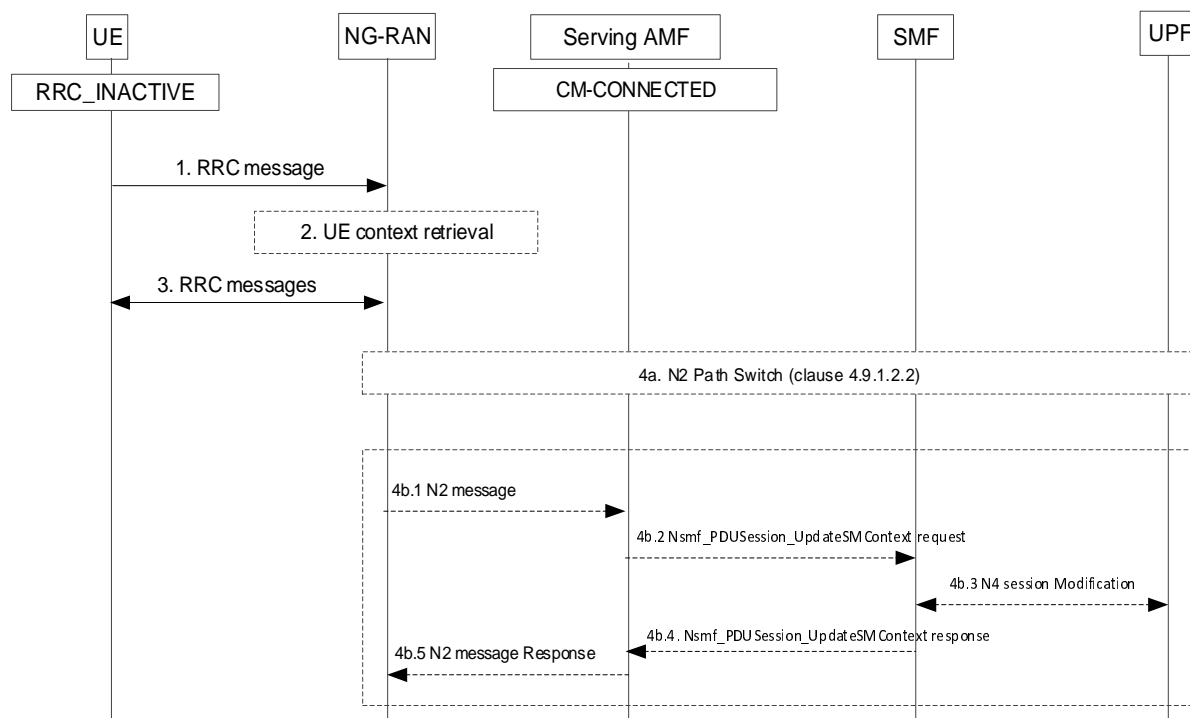 UE
NG-RAN
Serving AMF
SMF
UPF
RRC_INACTIVE
CM-CONNECTED
1. RRC message
2. UE context retrieval
3. RRC messages
4a. N2 Path Switch (clause 4.9.1.2.2)
4b.1 N2 message
4b.2 Nsmf_PDUSession_UpdateSMContext request
4b.3 N4 session Modification
4b.4. Nsmf_PDUSession_UpdateSMContext response
4b.5 N2 message Response